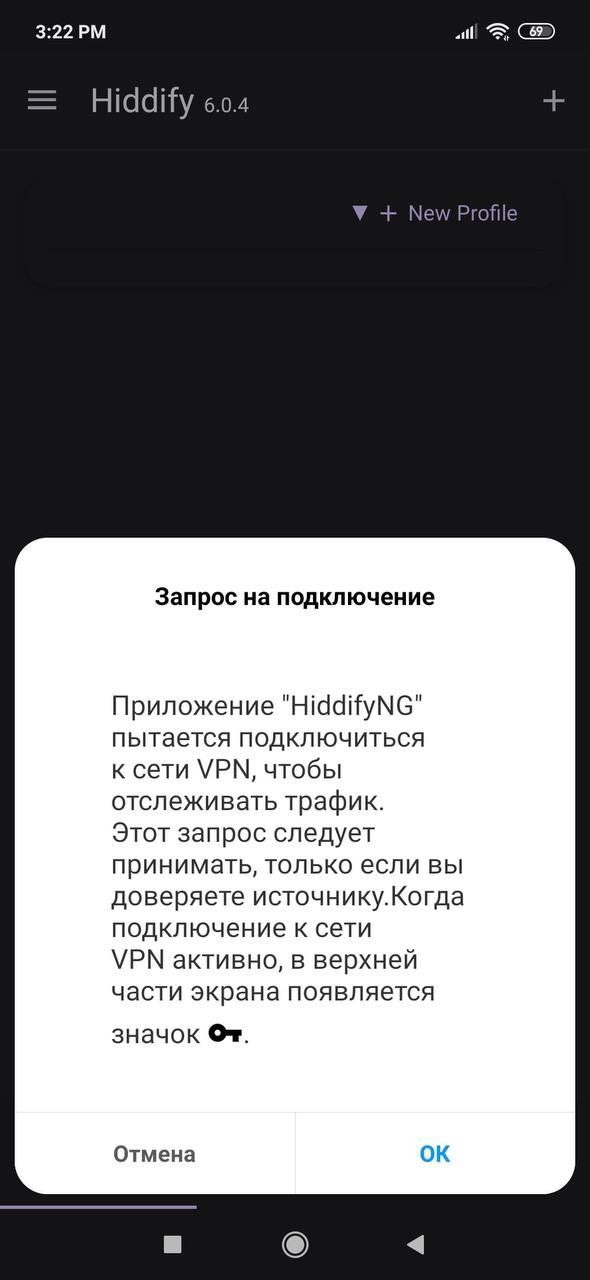 3:22 PM
69
Hiddify 6.0.4
+
▼ + New Profile
Запрос на подключение
Приложение "HiddifyNG"
пытается подключиться
к сети VPN, чтобы
отслеживать трафик.
Этот запрос следует
принимать, только если вы
доверяете источнику.Когда
подключение к сети
VPN активно, в верхней
части экрана появляется
значок .
Отмена
ОК